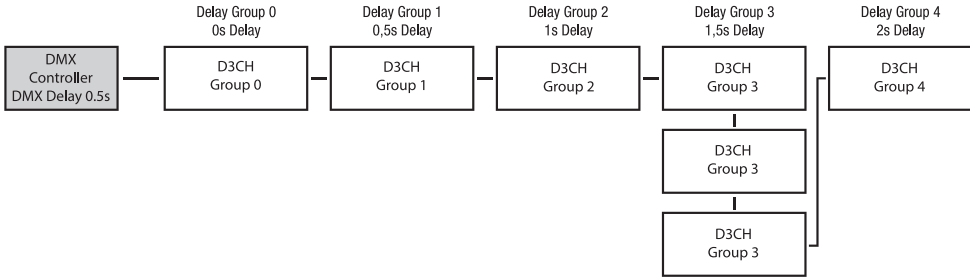 Delay Group 0
0s Delay
Delay Group 1
0,5s Delay
Delay Group 2
1s Delay
Delay Group 3
1,5s Delay
Delay Group 4
2s Delay
DMX
Controller
DMX Delay 0.5s
D3CH
Group 0
D3CH
Group 1
D3CH
Group 2
D3CH
Group 3
D3CH
Group 4
D3CH
Group 3
D3CH
Group 3